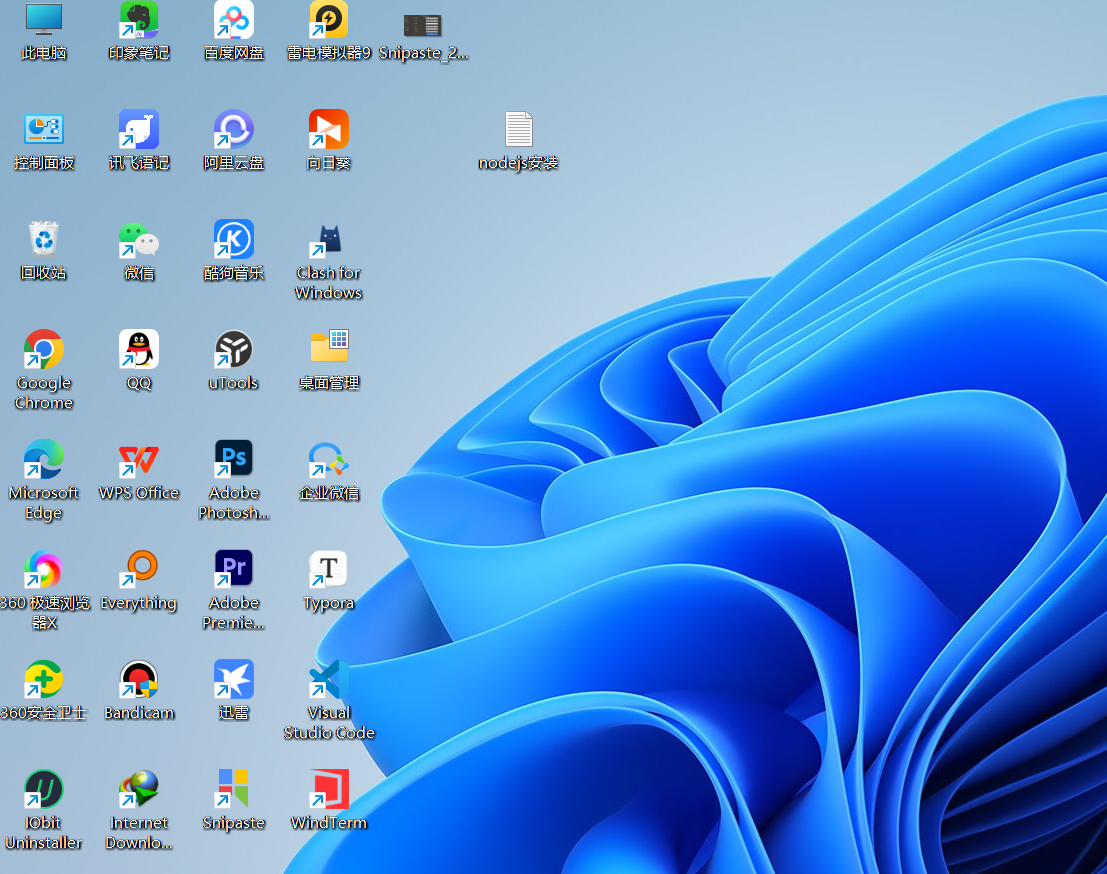 此电脑
印象笔记
百度网盘
雷电模拟器9
Snipaste_2...
控制面板
讯飞语记
阿里云盘
向日葵
nodejs安装
回收站
微信
酷狗音乐
Clash for
Windows
Google
Chrome
QQ
uTools
桌面管理
Microsoft
Edge
WPS Office
Ps
Adobe
Photosh...
企业微信
360 极速浏览
器X
Everything
Pr
Adobe
Premie...
T
Typora
360安全卫士
Bandicam
迅雷
Visual
Studio Code
IObit
Uninstaller
Internet
Downlo...
Snipaste
WindTerm